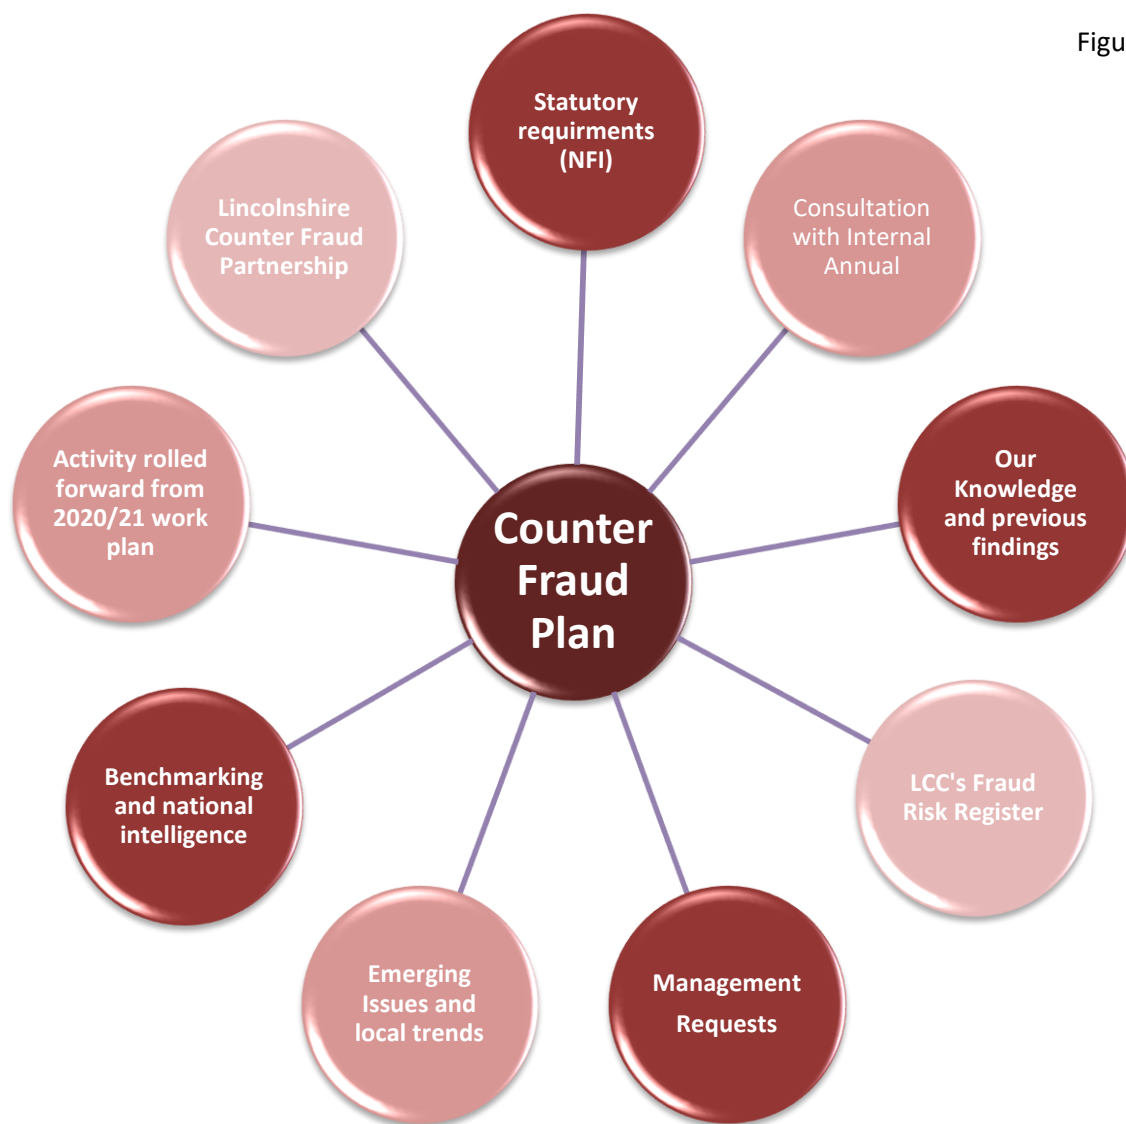 Figu
Statutory
requirments
(NFI)
Consultation
with Internal
Annual
Our
Knowledge
and previous
findings
LCC's Fraud
Risk Register
Management
Requests
Emerging
Issues and
local trends
Benchmarking
and national
intelligence
Activity rolled
forward from
2020/21 work
plan
Lincolnshire
Counter Fraud
Partnership
Counter
Fraud
Plan